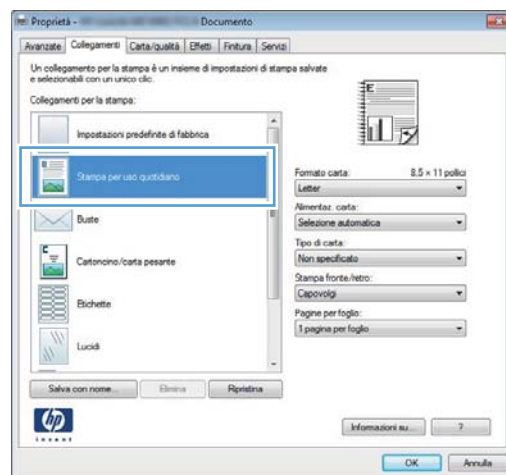 Proprietà - Documento
Avanzate Collegamenti Carta/qualità Effetti Finitura Servizi
Un collegamento per la stampa è un insieme di impostazioni di stampa salvate
e selezionabili con un unico clic.
Collegamenti per la stampa:
Impostazioni predefinite di fabbrica
Stampa per uso quotidiano
Buste
Cartoncino/carta pesante
Etichette
Lucidi
Salva con nome... Elimina Ripristina
E
Formato carta: 8.5 × 11 pollici
Letter
Alimentaz. carta:
Selezione automatica
Tipo di carta:
Non specificato
Stampa fronte/retro:
Capovolgi
Pagine per foglio:
1 pagina per foglio
hp
invent
Informazioni su... ?
OK Annulla